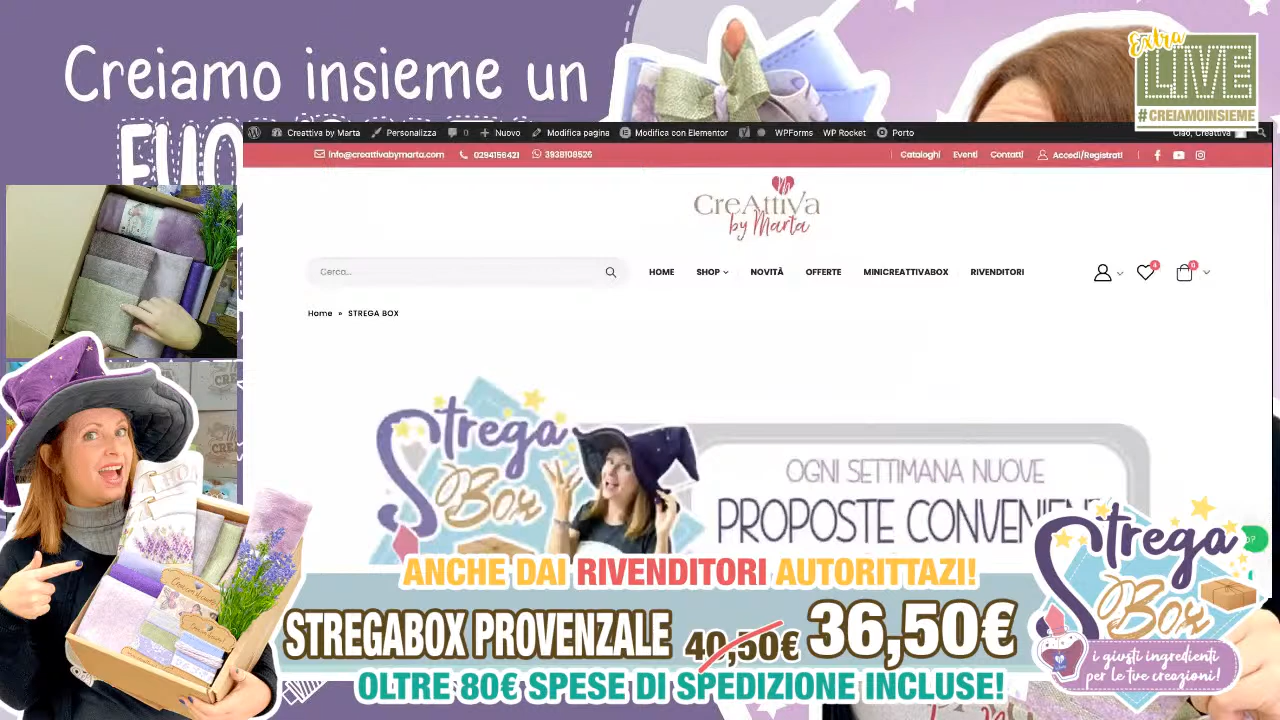 Creiamo insieme un
Extra
LIVE
#CREIAMOINSIEME
Creattiva by Marta Personalizza 0 Nuovo Modifica pagina Modifica con Elementor WPForms WP Rocket Porto Ciao, Creattiva
info@creattivabymarta.com 0294156421 3938108526 Cataloghi Eventi Contatti Accedi/Registrati
CreAttiVa
by Marta
Cerca... HOME SHOP NOVITÀ OFFERTE MINICREATTIVABOX RIVENDITORI
Home » STREGA BOX
Strega
Box
OGNI SETTIMANA NUOVE
PROPOSTE CONVENIEN
ANCHE DAI RIVENDITORI AUTORITTAZI!
STREGABOX PROVENZALE 40,50€ 36,50€
OLTRE 80€ SPESE DI SPEDIZIONE INCLUSE!
Strega
Box
i giusti ingredienti
per le tue creazioni!